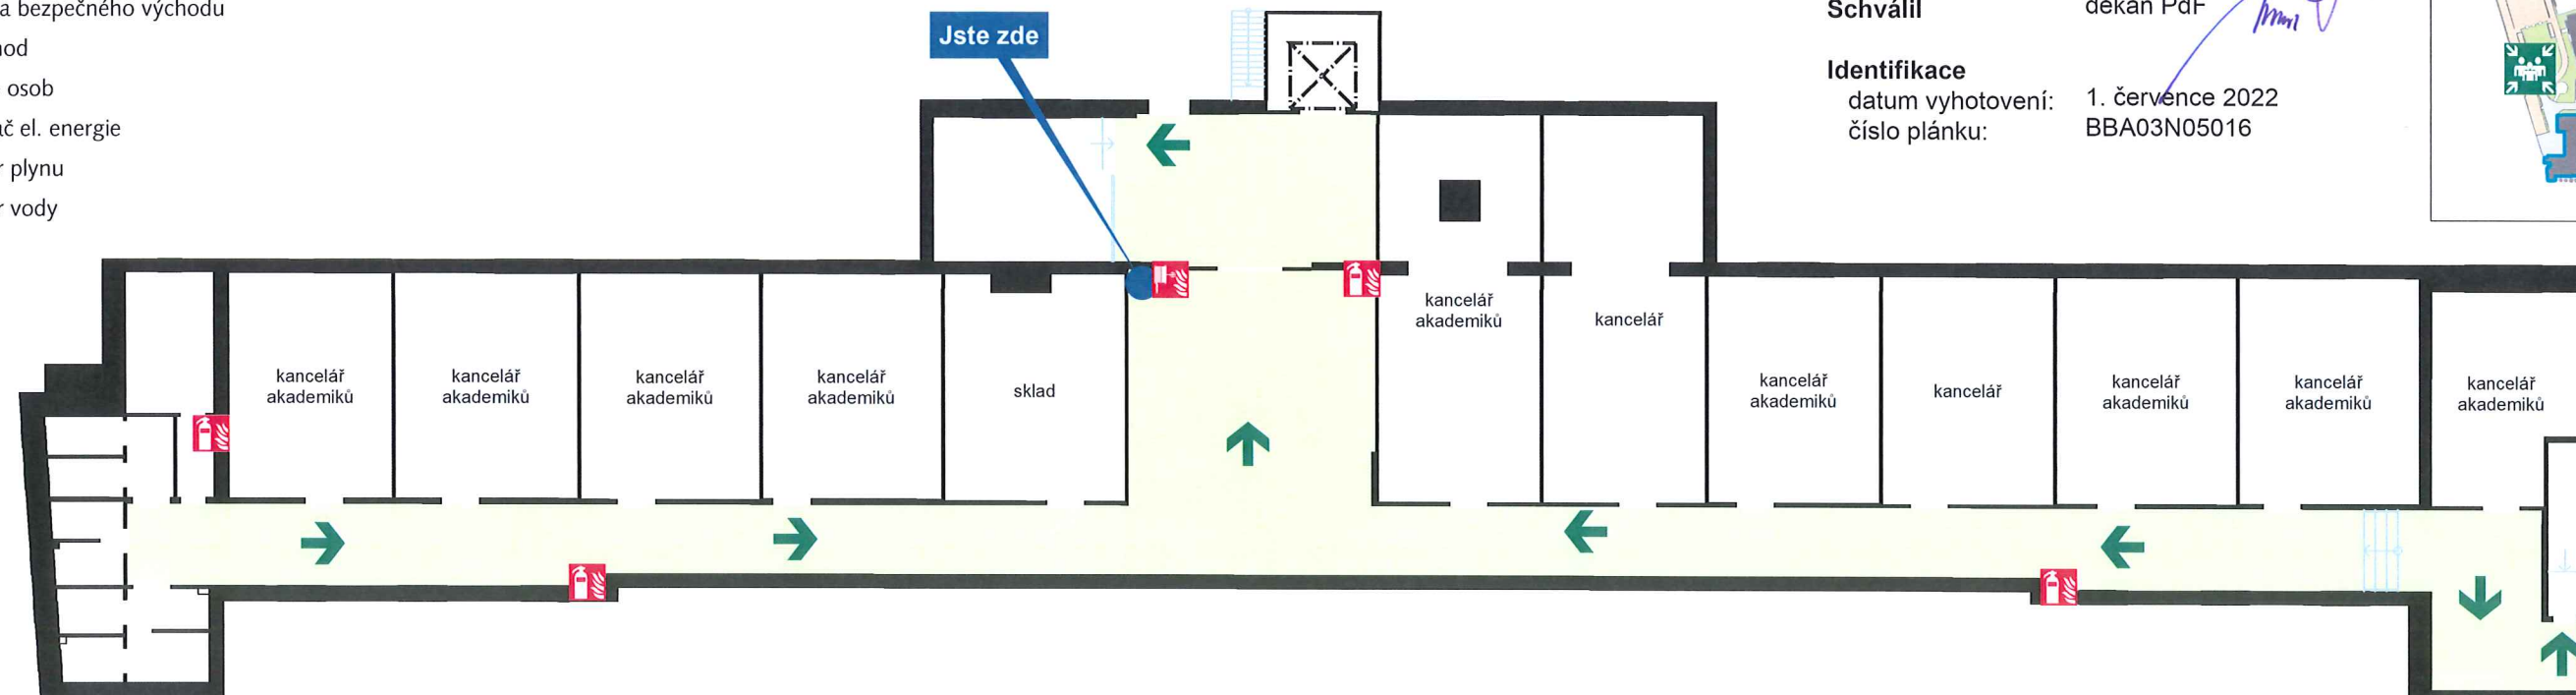 a bezpečného východu
osob
el. energie
plynu
vody
Jste zde
Schválil děkan PdF
Identifikace
datum vyhotovení: 1. července 2022
číslo plánku: BBA03N05016
kancelář
akademiků
kancelář
akademiků
kancelář
akademiků
kancelář
akademiků
sklad
kancelář
akademiků
kancelář
kancelář
akademiků
kancelář
kancelář
akademiků
kancelář
akademiků
kancelář
akademiků